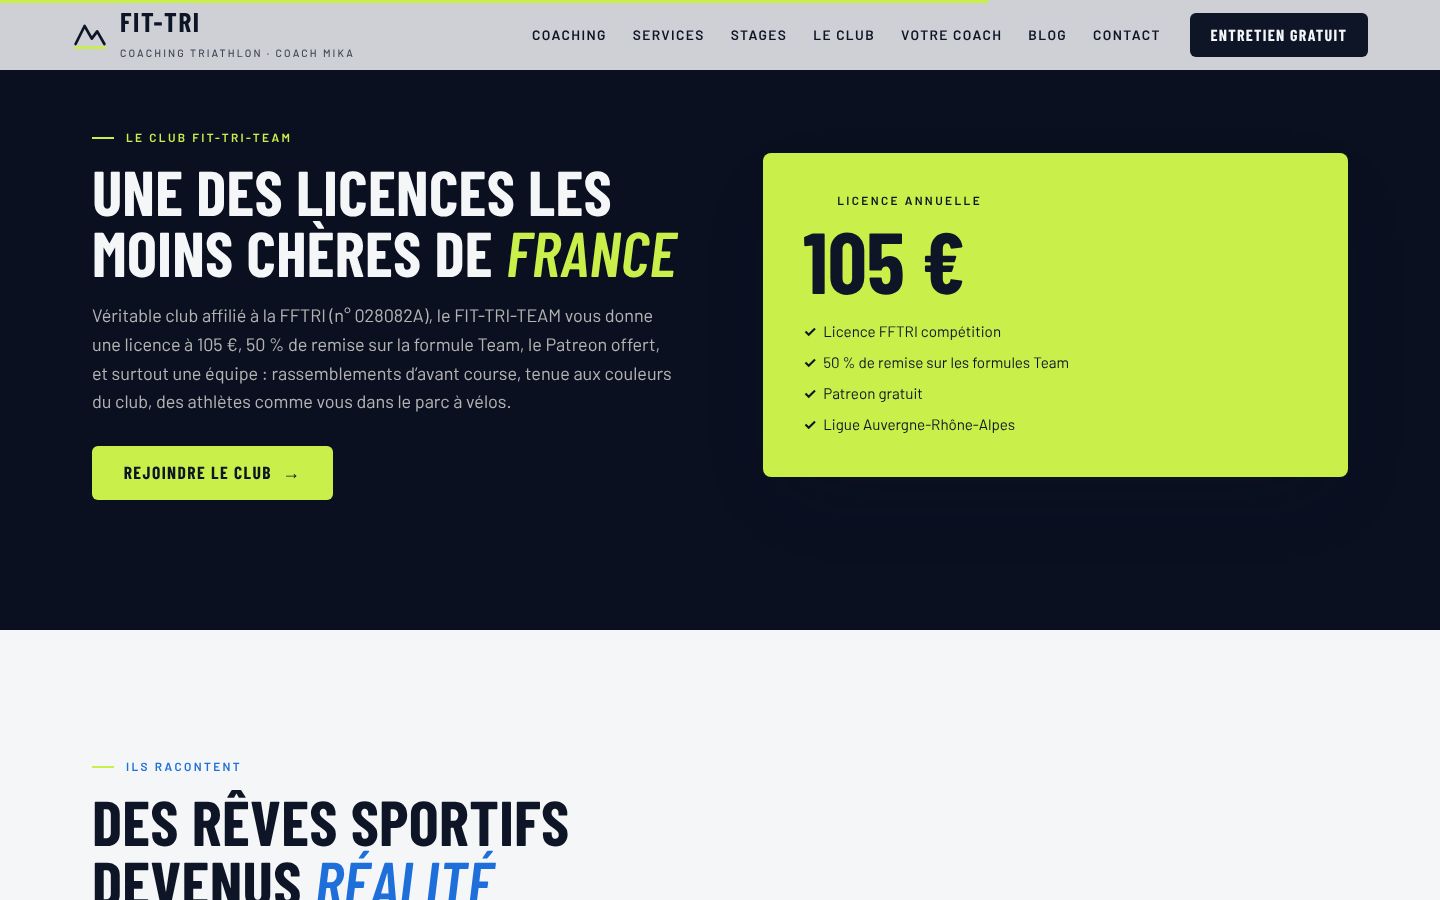 FIT-TRI
COACHING TRIATHLON · COACH MIKA
COACHING
SERVICES
STAGES
LE CLUB
VOTRE COACH
BLOG
CONTACT
ENTRETIEN GRATUIT
LE CLUB FIT-TRI-TEAM
UNE DES LICENCES LES
MOINS CHÈRES DE FRANCE
Véritable club affilié à la FFTRI (n° 028082A), le FIT-TRI-TEAM vous donne
une licence à 105 €, 50 % de remise sur la formule Team, le Patreon offert,
et surtout une équipe : rassemblements d'avant course, tenue aux couleurs
du club, des athlètes comme vous dans le parc à vélos.
REJOINDRE LE CLUB →
LICENCE ANNUELLE
105 €
✓ Licence FFTRI compétition
✓ 50 % de remise sur les formules Team
✓ Patreon gratuit
✓ Ligue Auvergne-Rhône-Alpes
ILS RACONTENT
DES RÊVES SPORTIFS
DEVENUS RÉALITÉ